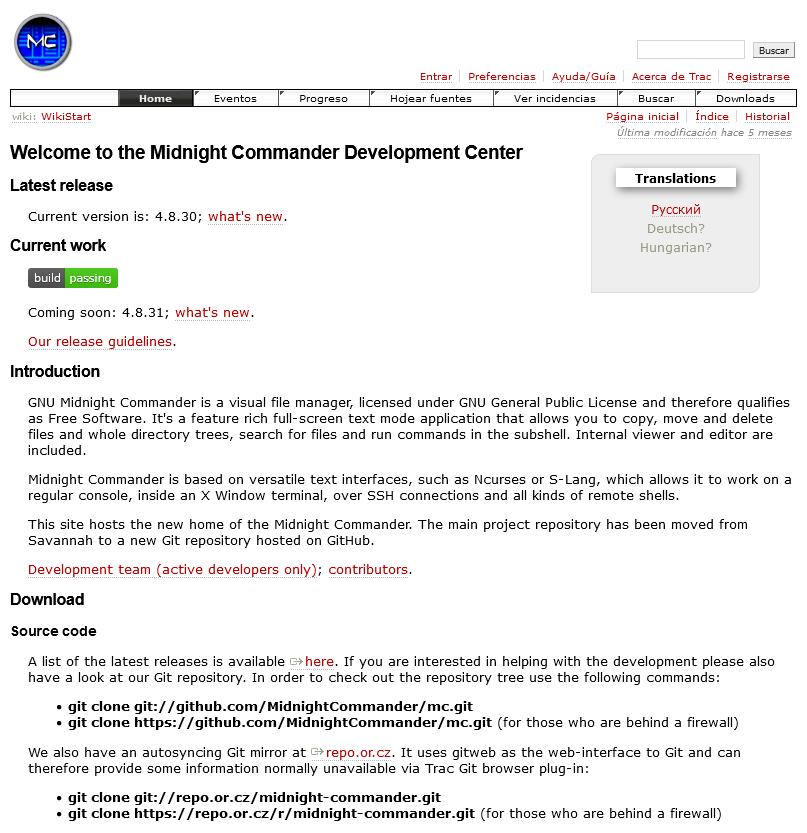 MC
Buscar
Entrar Preferencias Ayuda/Guía Acerca de Trac Registrarse
Home Eventos Progreso Hojear fuentes Ver incidencias Buscar Downloads
wiki: WikiStart
Página inicial Índice Historial
Última modificación hace 5 meses
Welcome to the Midnight Commander Development Center
Translations
Русский
Deutsch?
Hungarian?
Latest release
Current version is: 4.8.30; what's new.
Current work
build passing
Coming soon: 4.8.31; what's new.
Our release guidelines.
Introduction
GNU Midnight Commander is a visual file manager, licensed under GNU General Public License and therefore qualifies
as Free Software. It's a feature rich full-screen text mode application that allows you to copy, move and delete
files and whole directory trees, search for files and run commands in the subshell. Internal viewer and editor are
included.
Midnight Commander is based on versatile text interfaces, such as Ncurses or S-Lang, which allows it to work on a
regular console, inside an X Window terminal, over SSH connections and all kinds of remote shells.
This site hosts the new home of the Midnight Commander. The main project repository has been moved from
Savannah to a new Git repository hosted on GitHub.
Development team (active developers only); contributors.
Download
Source code
A list of the latest releases is available here. If you are interested in helping with the development please also
have a look at our Git repository. In order to check out the repository tree use the following commands:
• git clone git://github.com/MidnightCommander/mc.git
• git clone https://github.com/MidnightCommander/mc.git (for those who are behind a firewall)
We also have an autosyncing Git mirror at repo.or.cz. It uses gitweb as the web-interface to Git and can
therefore provide some information normally unavailable via Trac Git browser plug-in:
• git clone git://repo.or.cz/midnight-commander.git
• git clone https://repo.or.cz/r/midnight-commander.git (for those who are behind a firewall)